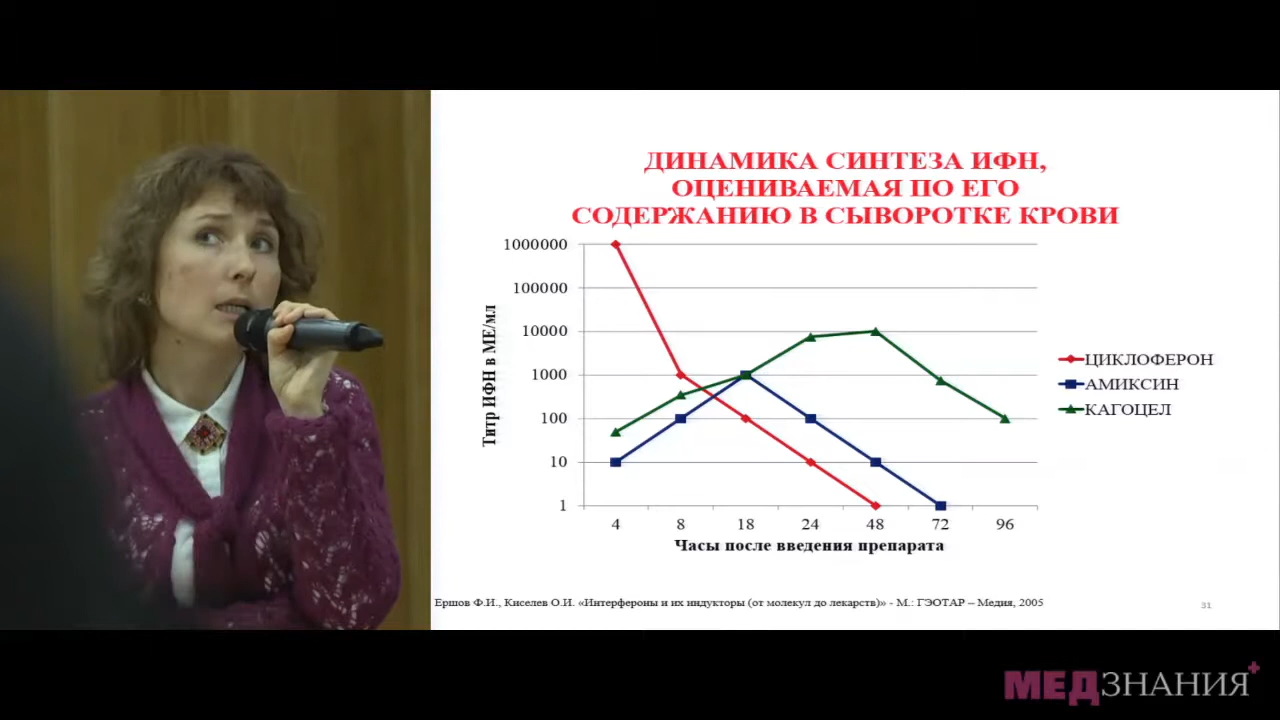 ДИНАМИКА СИНТЕЗА ИФН,
ОЦЕНИВАЕМАЯ ПО ЕГО
СОДЕРЖАНИЮ В СЫВОРОТКЕ КРОВИ
1000000
100000
10000
1000
100
10
1
Титр ИФН в МЕ/мл
4 8 18 24 48 72 96
Часы после введения препарата
ЦИКЛОФЕРОН
АМИКСИН
КАГОЦЕЛ
Ершов Ф.И., Киселев О.И. «Интерфероны и их индукторы (от молекул до лекарств)» - М.: ГЭОТАР – Медиа, 2005
31
МЕДЗНАНИЯ+